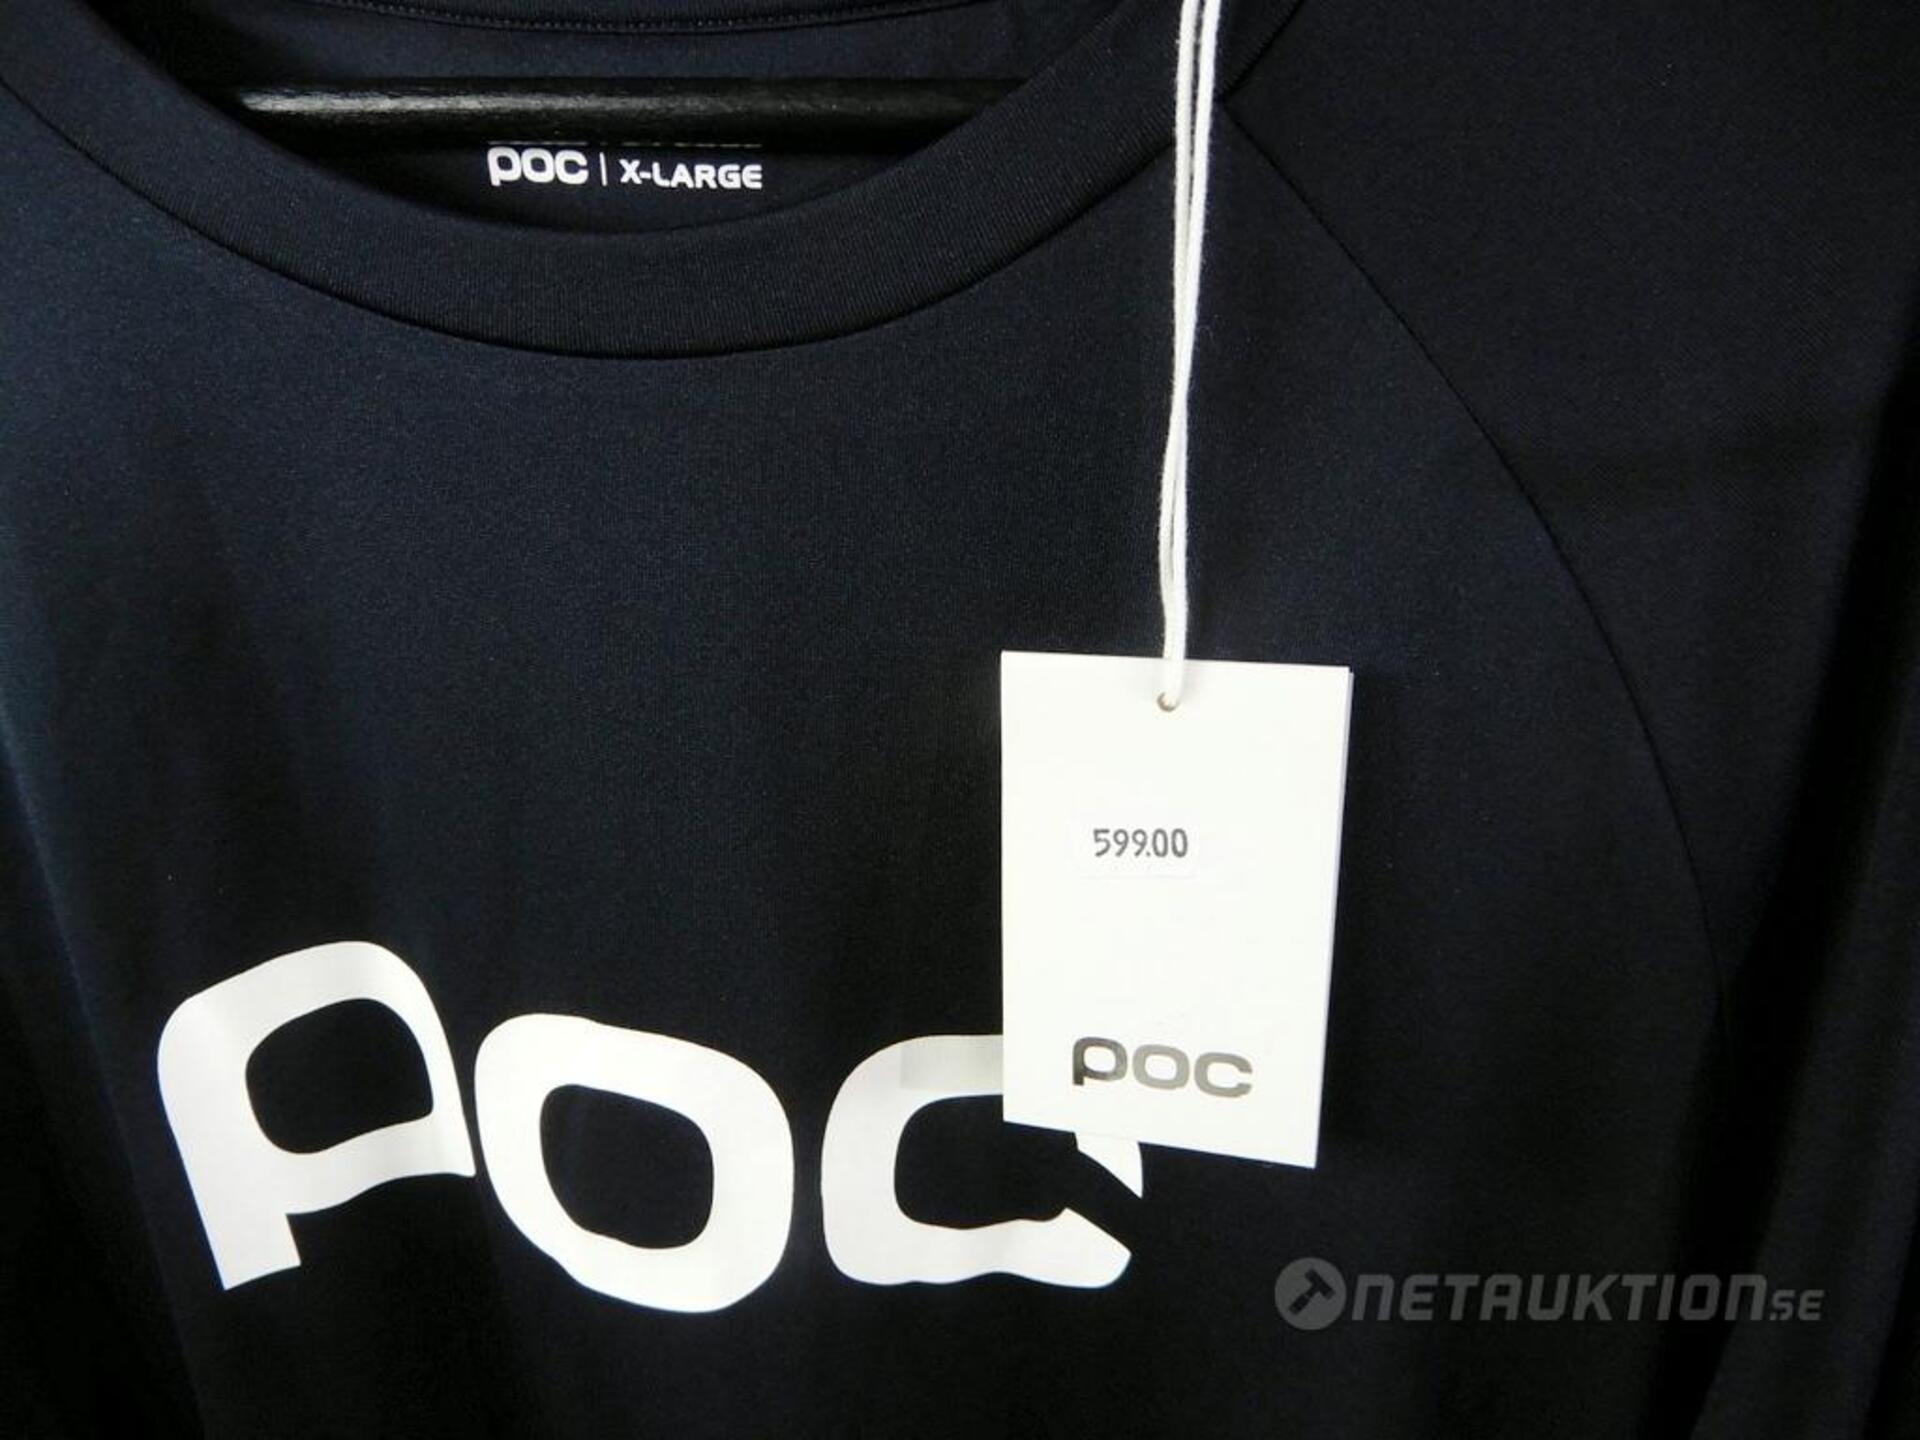 POC | X-LARGE
599.00
POC
POC
NETAUKTION.SE